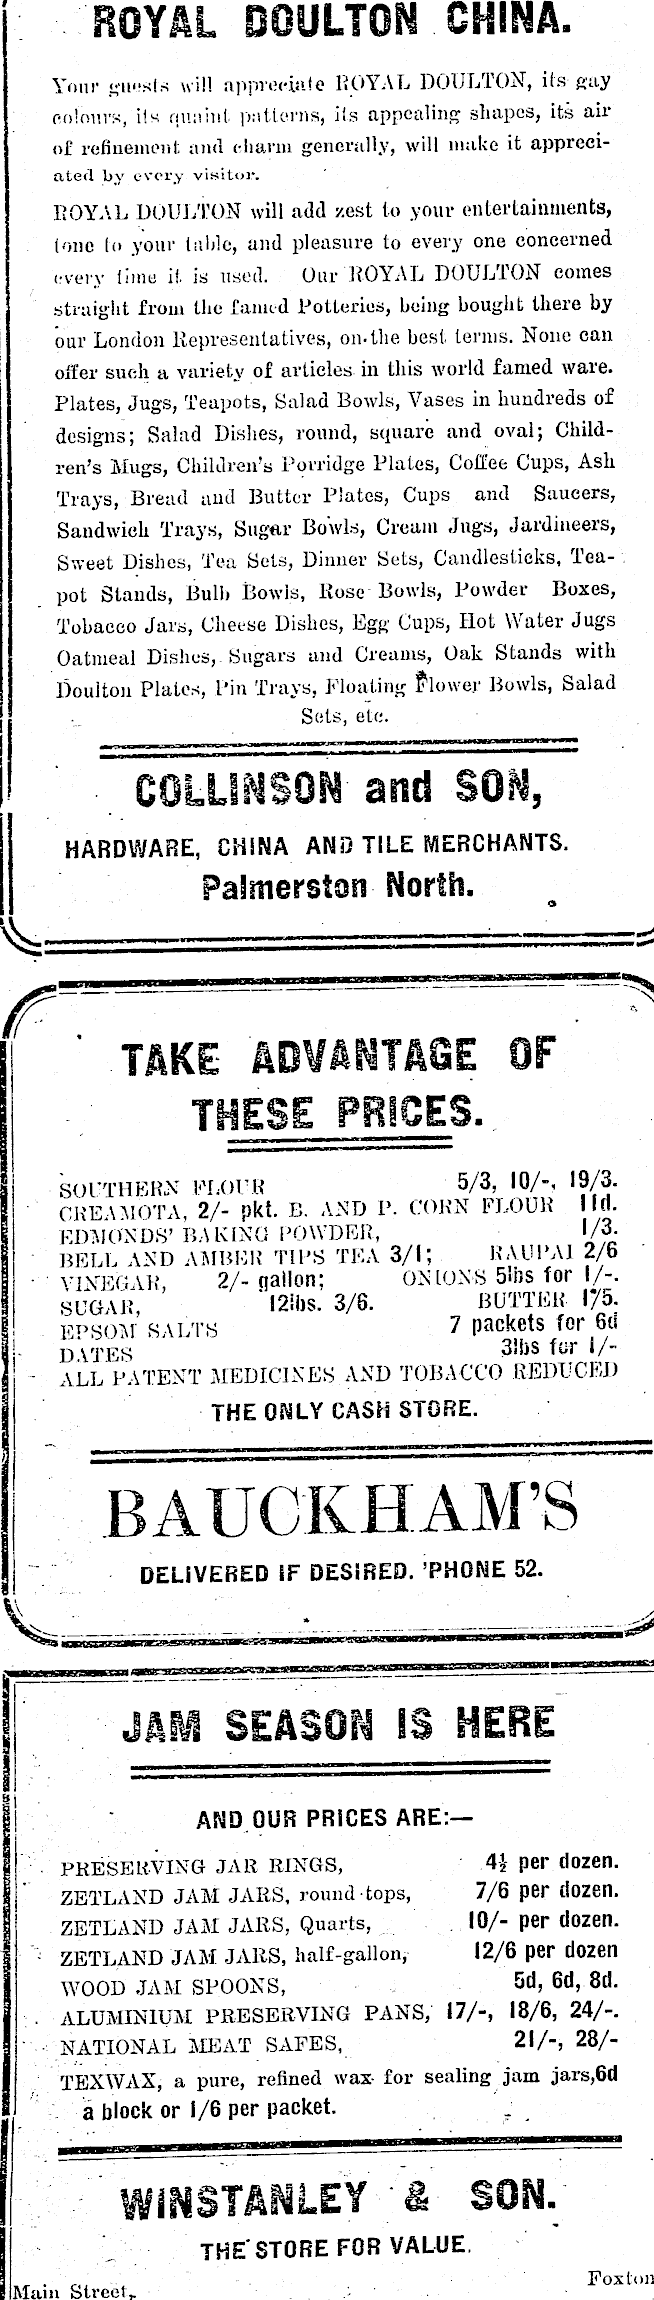 ROYAL DOULTON CHINA.
Your guests will appreciate ROYAL DOULTON, its gay
colours, its quaint patterns, its appealing shapes, its air
of refinement and charm generally, will make it appreci-
ated by every visitor.
ROYAL DOULTON will add zest to your entertainments,
tone to your table, and pleasure to every one concerned
every time it is used. Our ROYAL DOULTON comes
straight from the famed Potteries, being bought there by
our London Representatives, on the best terms. None can
offer such a variety of articles in this world famed ware.
Plates, Jugs, Teapots, Salad Bowls, Vases in hundreds of
designs; Salad Dishes, round, square and oval; Child-
ren's Mugs, Children's Porridge Plates, Coffee Cups, Ash
Trays, Bread and Butter Plates, Cups and Saucers,
Sandwich Trays, Sugar Bowls, Cream Jugs, Jardineers,
Sweet Dishes, Tea Sets, Dinner Sets, Candlesticks, Tea-
pot Stands, Bulb Bowls, Rose Bowls, Powder Boxes,
Tobacco Jars, Cheese Dishes, Egg Cups, Hot Water Jugs
Oatmeal Dishes, Sugars and Creams, Oak Stands with
Doulton Plates, Pin Trays, Floating Flower Bowls, Salad
Sets, etc.
COLLINSON and SON,
HARDWARE, CHINA AND TILE MERCHANTS.
Palmerston North.
TAKE ADVANTAGE OF
THESE PRICES.
SOUTHERN FLOUR 5/3, 10/-, 19/3.
CREAMOTA, 2/- pkt. B. AND P. CORN FLOUR 11d.
EDMONDS' BAKING POWDER, 1/3.
BELL AND AMBER TIPS TEA 3/1; RAUPAI 2/6
VINEGAR, 2/- gallon; ONIONS 5lbs for 1/-.
SUGAR, 12lbs. 3/6. BUTTER 1/5.
EPSOM SALTS 7 packets for 6d
DATES 3lbs for 1/-
ALL PATENT MEDICINES AND TOBACCO REDUCED
THE ONLY CASH STORE.
BAUCKHAM'S
DELIVERED IF DESIRED. 'PHONE 52.
JAM SEASON IS HERE
AND OUR PRICES ARE:—
PRESERVING JAR RINGS, 4½ per dozen.
ZETLAND JAM JARS, round tops, 7/6 per dozen.
ZETLAND JAM JARS, Quarts, 10/- per dozen.
ZETLAND JAM JARS, half-gallon, 12/6 per dozen
WOOD JAM SPOONS, 5d, 6d, 8d.
ALUMINIUM PRESERVING PANS, 17/-, 18/6, 24/-.
NATIONAL MEAT SAFES, 21/-, 28/-
TEXWAX, a pure, refined wax for sealing jam jars,6d
a block or 1/6 per packet.
WINSTANLEY & SON.
THE STORE FOR VALUE.
Main Street, Foxton